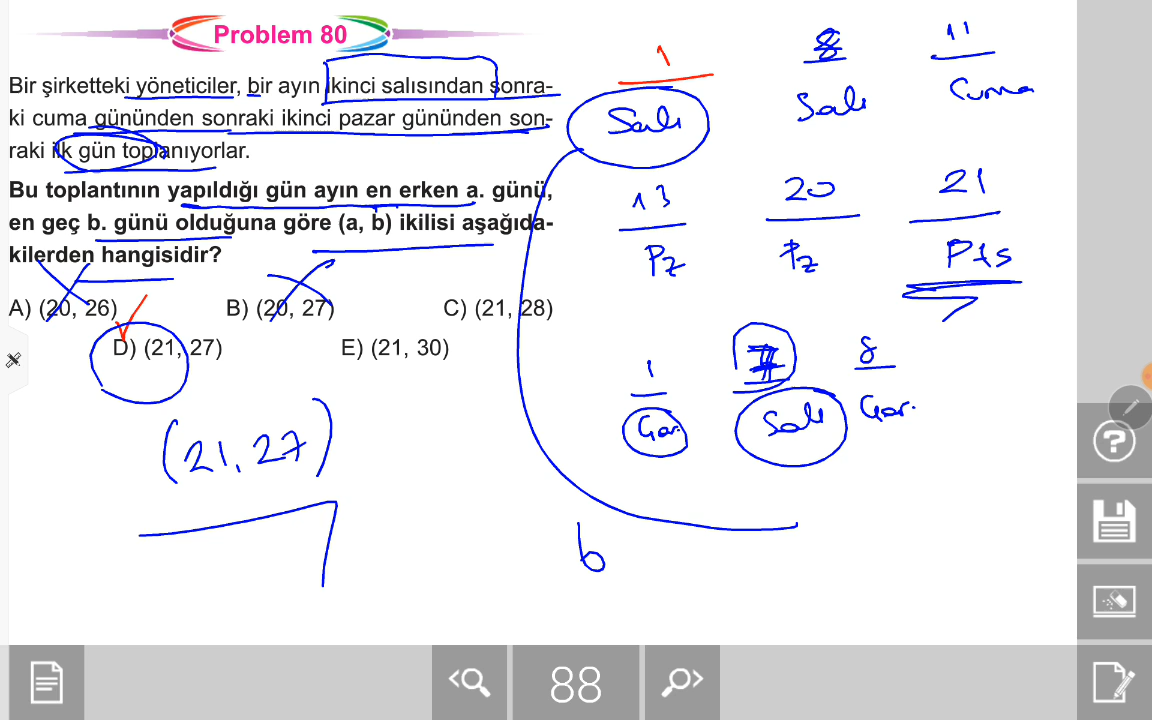 Problem 80
Bir şirketteki yöneticiler, bir ayın ikinci salısından sonra-
ki cuma gününden sonraki ikinci pazar gününden son-
raki ilk gün toplanıyorlar.
Bu toplantının yapıldığı gün ayın en erken a. günü,
en geç b. günü olduğuna göre (a, b) ikilisi aşağıda-
kilerden hangisidir?
A) (20, 26) B) (20, 27) C) (21, 28)
D) (21, 27) E) (21, 30)
(21, 27)
1 8 11
Salı Salı Cuma
13 20 21
Pz Pz Pts
1 7 8
Çar. Salı Çar.
b
88